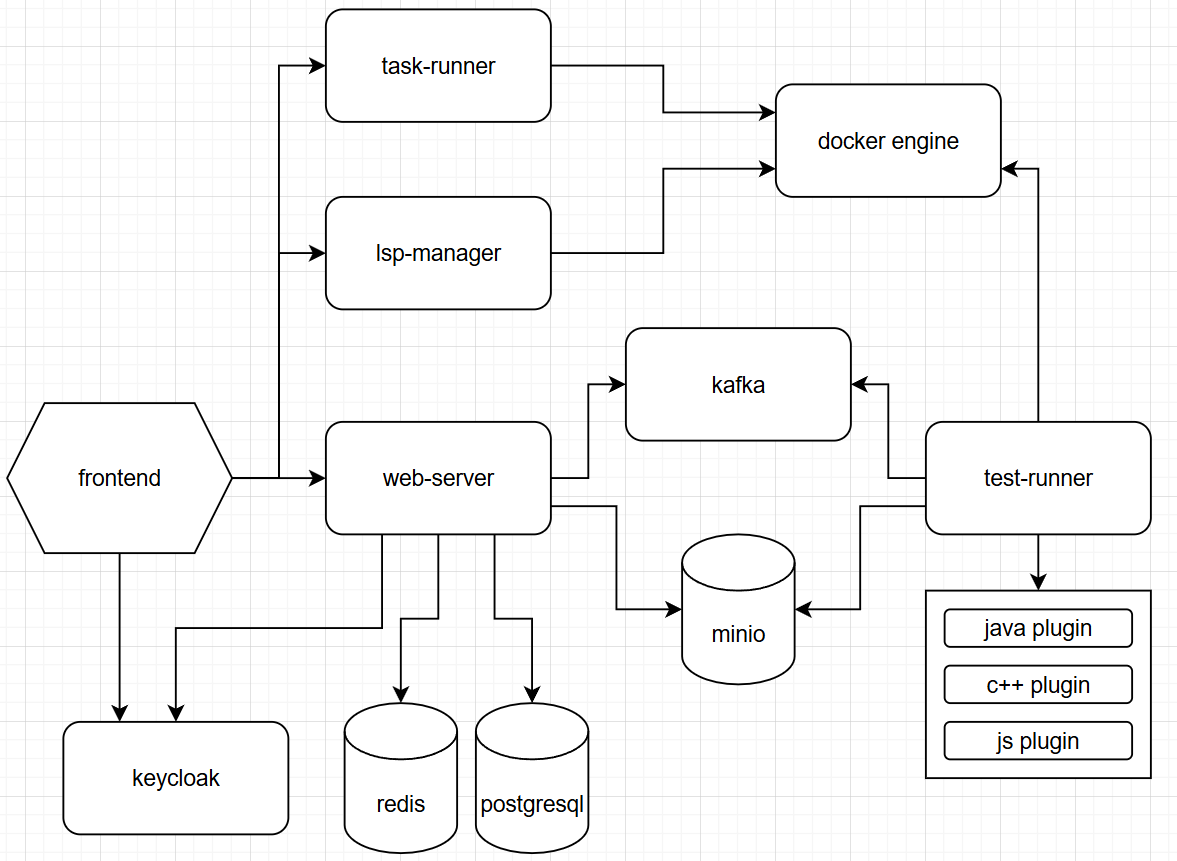 task-runner
docker engine
lsp-manager
kafka
frontend
web-server
test-runner
minio
java plugin
c++ plugin
js plugin
keycloak
redis
postgresql